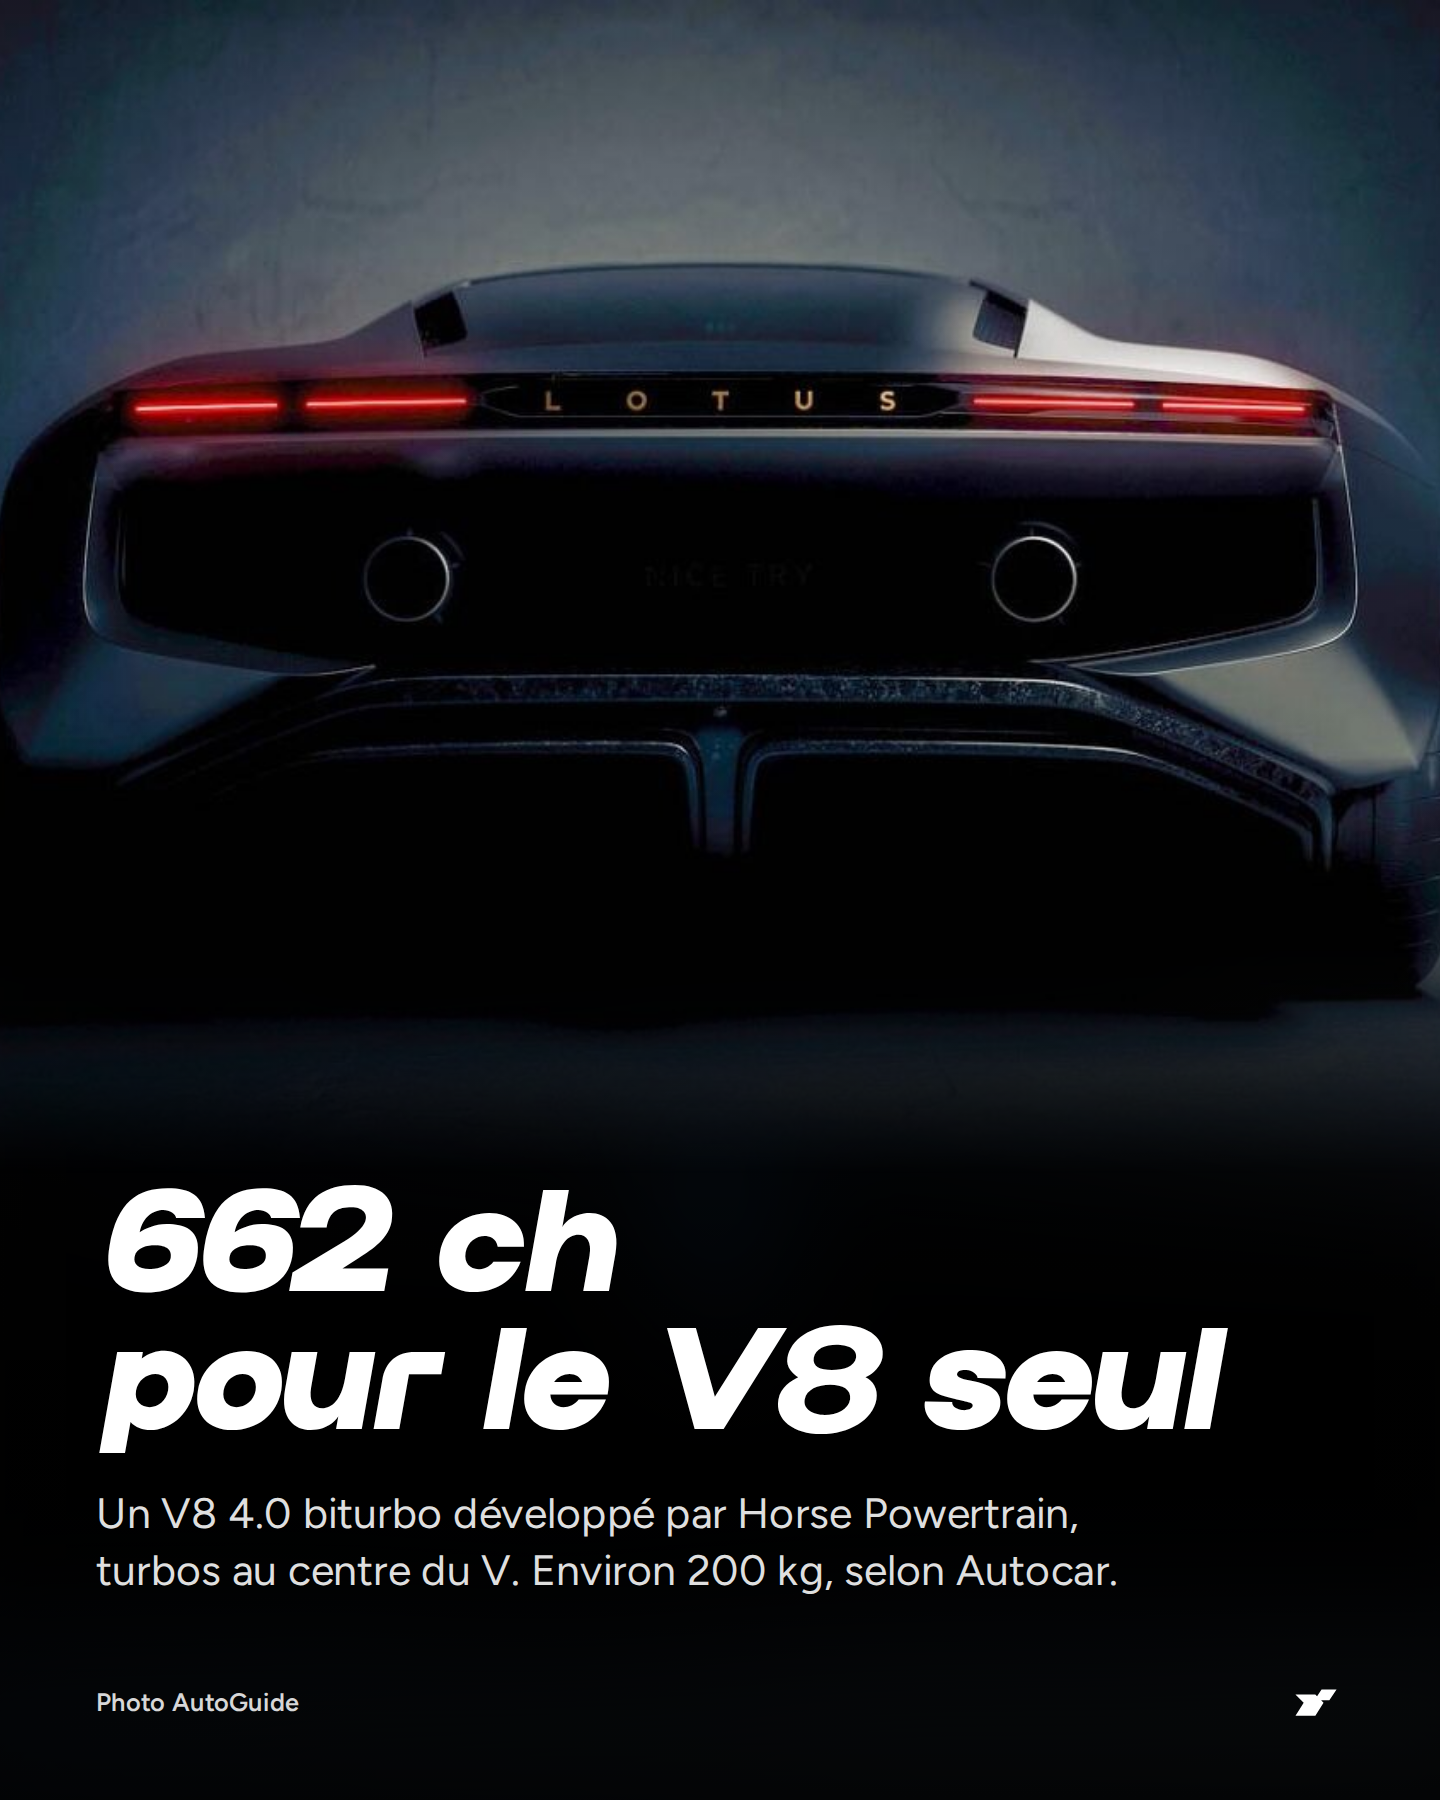 LOTUS
NICE TRY
662 ch
pour le V8 seul
Un V8 4.0 biturbo développé par Horse Powertrain,
turbos au centre du V. Environ 200 kg, selon Autocar.
Photo AutoGuide